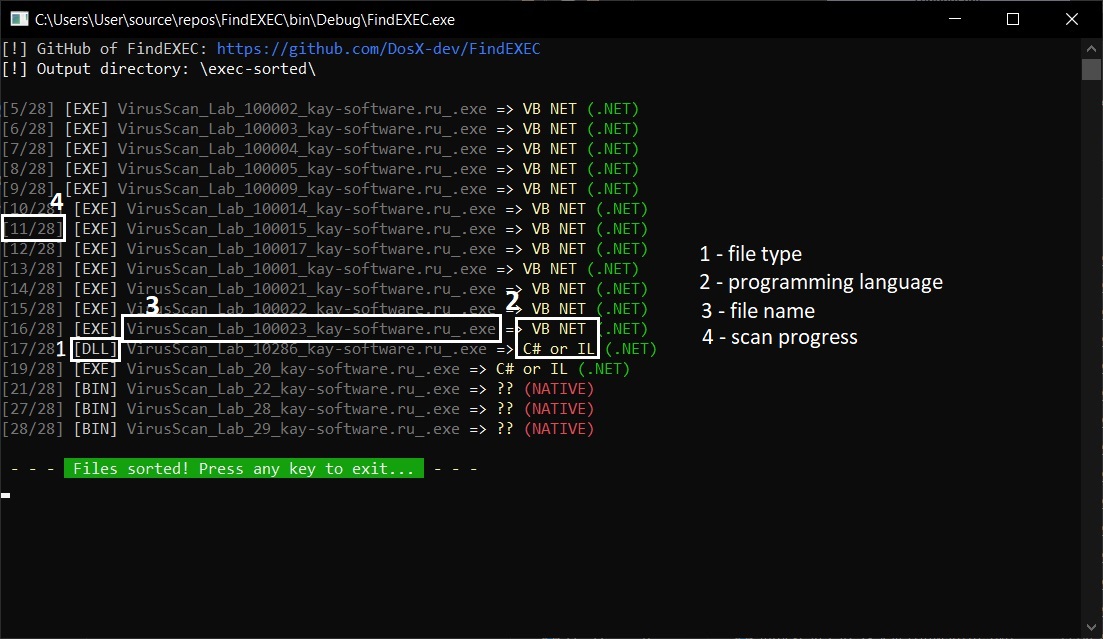 C:\Users\User\source\repos\FindEXEC\bin\Debug\FindEXEC.exe
[!] GitHub of FindEXEC: https://github.com/DosX-dev/FindEXEC
[!] Output directory: \exec-sorted\
[5/28] [EXE] VirusScan_Lab_100002_kay-software.ru_.exe => VB NET (.NET)
[6/28] [EXE] VirusScan_Lab_100003_kay-software.ru_.exe => VB NET (.NET)
[7/28] [EXE] VirusScan_Lab_100004_kay-software.ru_.exe => VB NET (.NET)
[8/28] [EXE] VirusScan_Lab_100005_kay-software.ru_.exe => VB NET (.NET)
[9/28] [EXE] VirusScan_Lab_100009_kay-software.ru_.exe => VB NET (.NET)
4
[10/28] [EXE] VirusScan_Lab_100014_kay-software.ru_.exe => VB NET (.NET)
[11/28] [EXE] VirusScan_Lab_100015_kay-software.ru_.exe => VB NET (.NET)
[12/28] [EXE] VirusScan_Lab_100017_kay-software.ru_.exe => VB NET (.NET)
1 - file type
[13/28] [EXE] VirusScan_Lab_10001_kay-software.ru_.exe => VB NET (.NET)
2 - programming language
[14/28] [EXE] VirusScan_Lab_100021_kay-software.ru_.exe => VB NET (.NET)
3 2
[15/28] [EXE] VirusScan_Lab_100022_kay-software.ru_.exe => VB NET (.NET)
3 - file name
[16/28] [EXE] VirusScan_Lab_100023_kay-software.ru_.exe => VB NET (.NET)
4 - scan progress
[17/28] 1 [DLL] VirusScan_Lab_10286_kay-software.ru_.exe => C# or IL (.NET)
[19/28] [EXE] VirusScan_Lab_20_kay-software.ru_.exe => C# or IL (.NET)
[21/28] [BIN] VirusScan_Lab_22_kay-software.ru_.exe => ?? (NATIVE)
[27/28] [BIN] VirusScan_Lab_28_kay-software.ru_.exe => ?? (NATIVE)
[28/28] [BIN] VirusScan_Lab_29_kay-software.ru_.exe => ?? (NATIVE)
- - - Files sorted! Press any key to exit... - - -